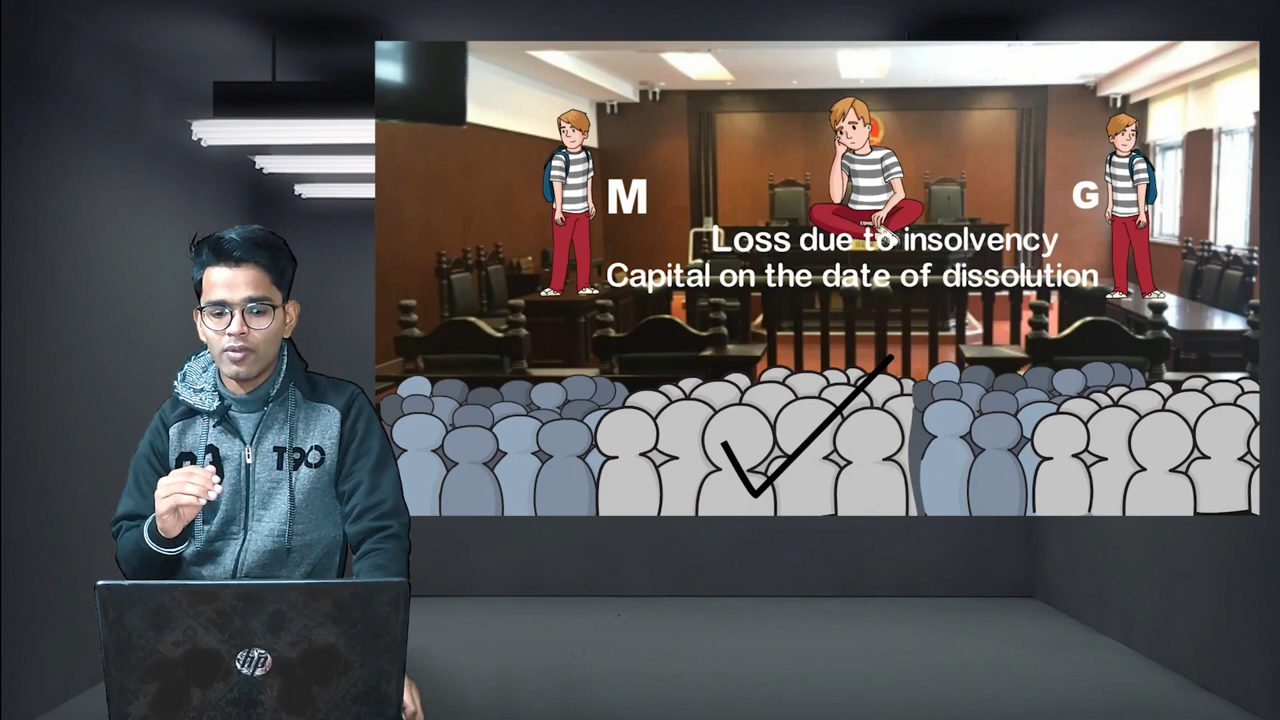 M
G
Loss due to insolvency
Capital on the date of dissolution
T90
hp